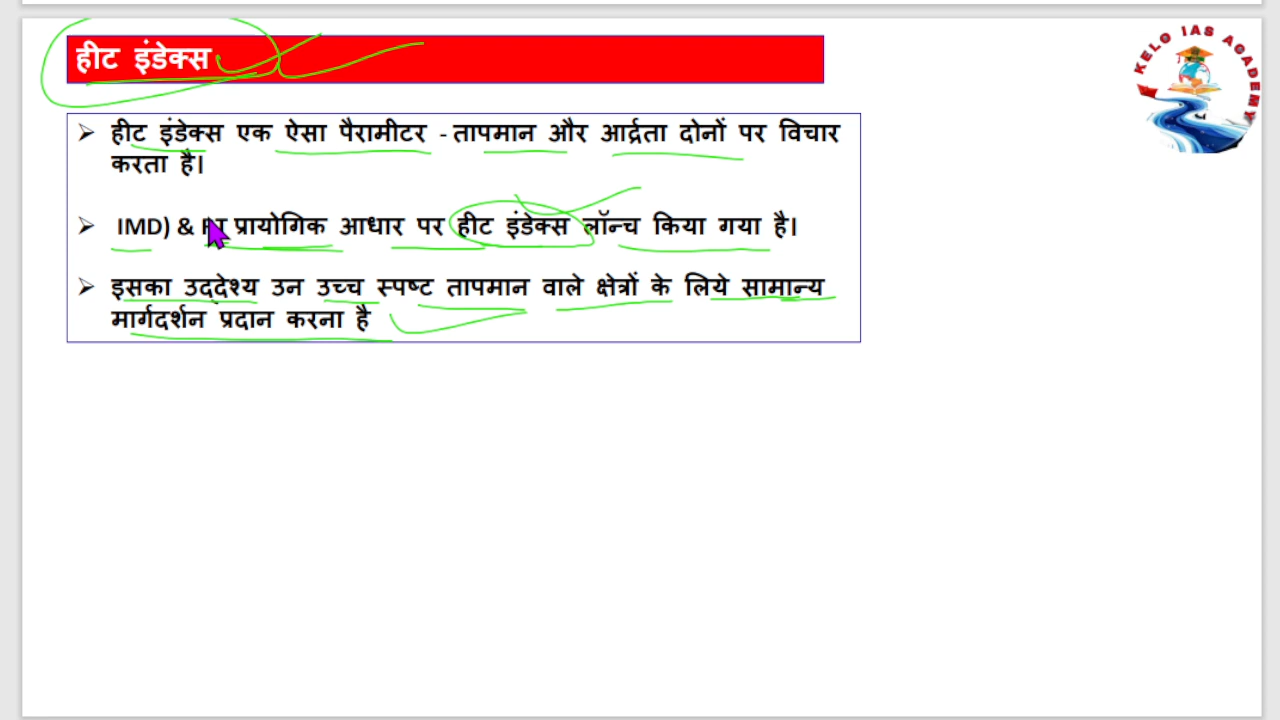 हीट इंडेक्स
KELO IAS ACADEMY
➢ हीट इंडेक्स एक ऐसा पैरामीटर - तापमान और आर्द्रता दोनों पर विचार
करता है।
➢ IMD) & प्रायोगिक आधार पर हीट इंडेक्स लॉन्च किया गया है।
➢ इसका उद्देश्य उन उच्च स्पष्ट तापमान वाले क्षेत्रों के लिये सामान्य
मार्गदर्शन प्रदान करना है